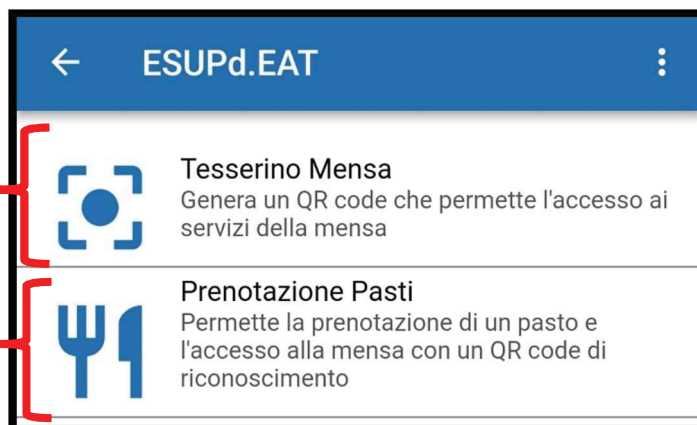 ESUPd.EAT
Tesserino Mensa
Genera un QR code che permette l'accesso ai
servizi della mensa
Prenotazione Pasti
Permette la prenotazione di un pasto e
l'accesso alla mensa con un QR code di
riconoscimento